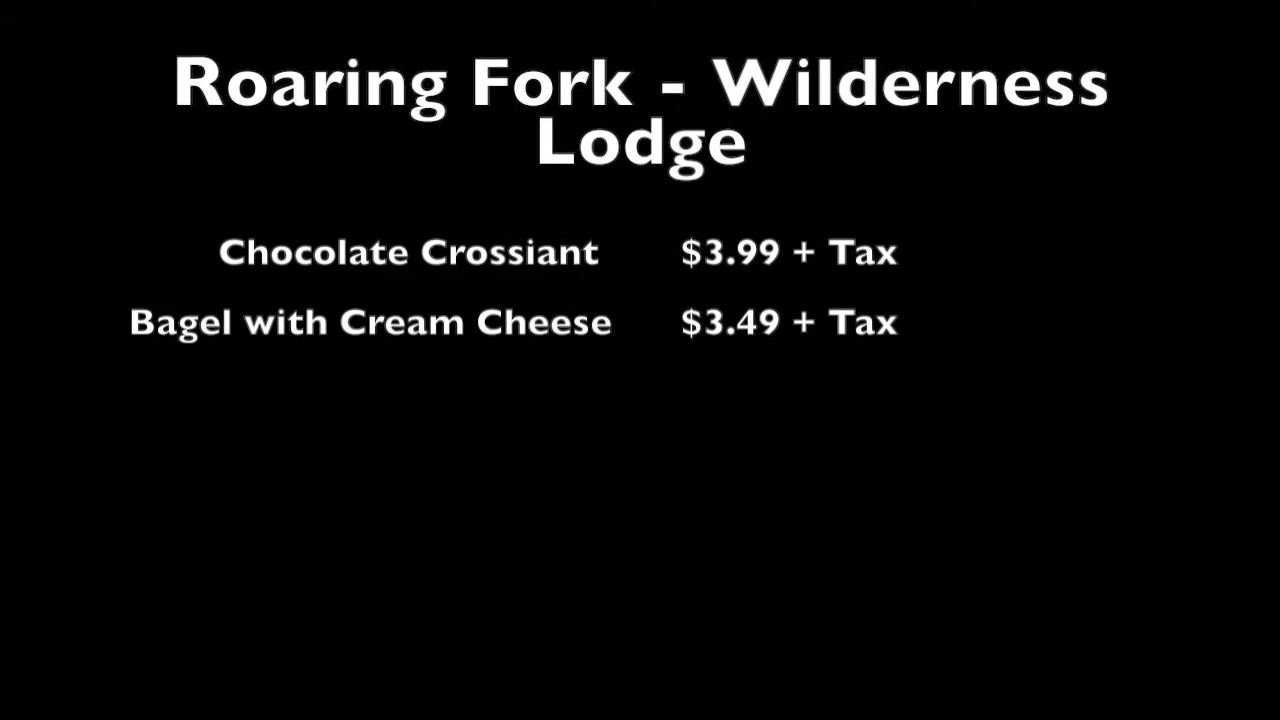 Roaring Fork - Wilderness
Lodge
Chocolate Crossiant $3.99 + Tax
Bagel with Cream Cheese $3.49 + Tax